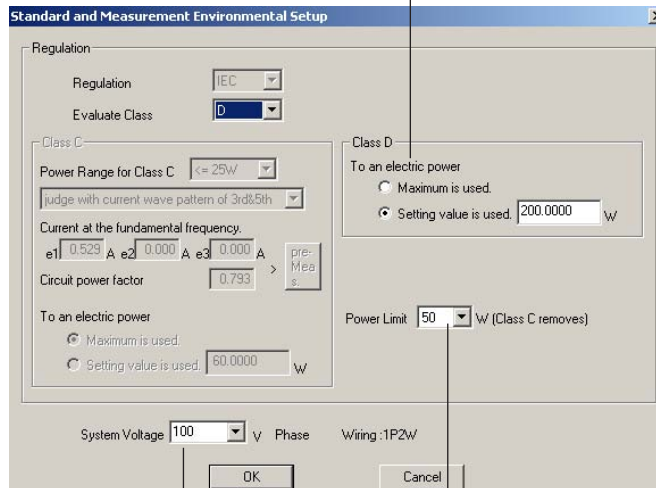 Standard and Measurement Environmental Setup
Regulation
Regulation IEC
Evaluate Class D
Class C
Power Range for Class C <= 25W
judge with current wave pattern of 3rd&5th
Current at the fundamental frequency.
e1 0.529 A e2 0.000 A e3 0.000 A > pre-Meas.
Circuit power factor 0.793
To an electric power
Maximum is used.
Setting value is used. 60.0000 W
Class D
To an electric power
Maximum is used.
Setting value is used. 200.0000 W
Power Limit 50 W (Class C removes)
System Voltage 100 V Phase Wiring :1P2W
OK Cancel